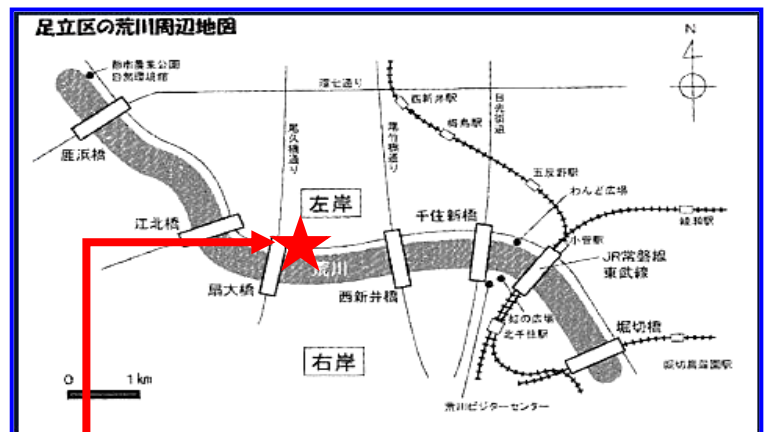 足立区の荒川周辺地図
N
都市農業公園
自然環境館
環七通り
西新井駅
梅島駅
日光街道
尾久橋通り
尾竹橋通り
鹿浜橋
五反野駅
わんど広場
左岸
千住新橋
江北橋
綾瀬駅
小菅駅
JR常磐線
東武線
荒川
扇大橋
西新井橋
虹の広場
北千住駅
堀切橋
右岸
堀切菖蒲園駅
0 1km
荒川ビジターセンター